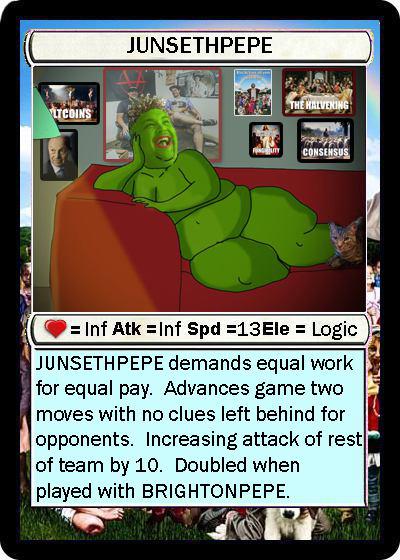 JUNSETHPEPE
LTCOINS
THE HALVENING
FUNGIBILITY
CONSENSUS
= Inf Atk =Inf Spd =13Ele = Logic
JUNSETHPEPE demands equal work
for equal pay. Advances game two
moves with no clues left behind for
opponents. Increasing attack of rest
of team by 10. Doubled when
played with BRIGHTONPEPE.